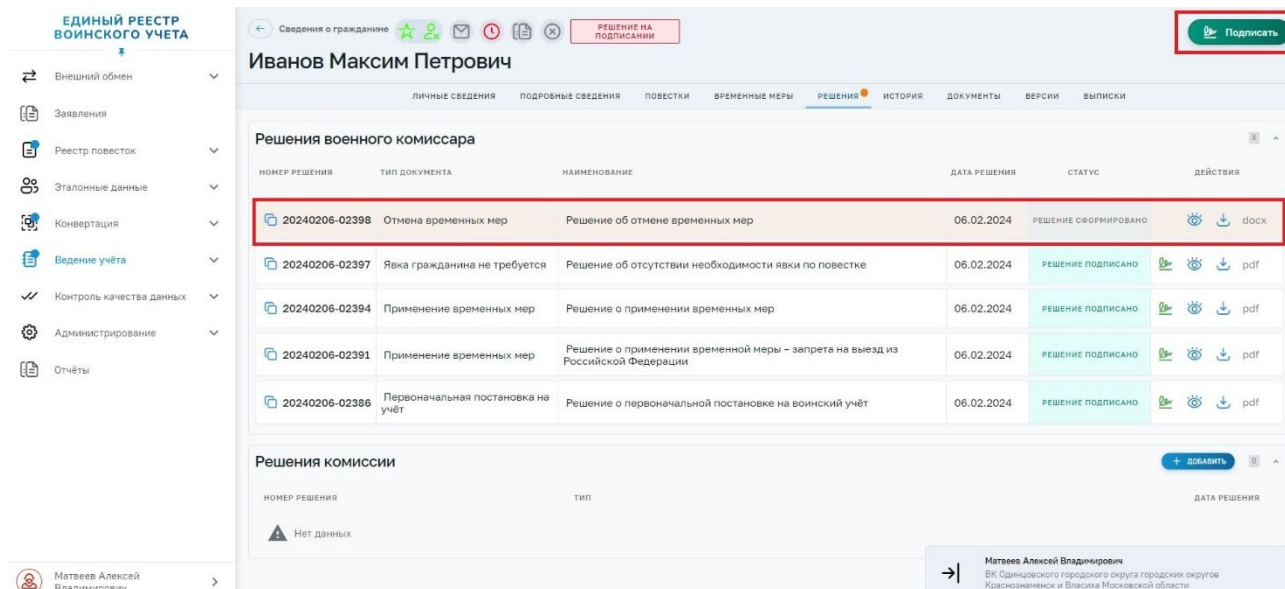 ЕДИНЫЙ РЕЕСТР
ВОИНСКОГО УЧЕТА
Внешний обмен
Заявления
Реестр повесток
Эталонные данные
Конвертация
Ведение учёта
Контроль качества данных
Администрирование
Отчёты
Матвеев Алексей
Владимирович
Сведения о гражданине
РЕШЕНИЕ НА
ПОДПИСАНИИ
Подписать
Иванов Максим Петрович
ЛИЧНЫЕ СВЕДЕНИЯ ПОДРОБНЫЕ СВЕДЕНИЯ ПОВЕСТКИ ВРЕМЕННЫЕ МЕРЫ РЕШЕНИЯ ИСТОРИЯ ДОКУМЕНТЫ ВЕРСИИ ВЫПИСКИ
Решения военного комиссара 5
НОМЕР РЕШЕНИЯ ТИП ДОКУМЕНТА НАИМЕНОВАНИЕ ДАТА РЕШЕНИЯ СТАТУС ДЕЙСТВИЯ
20240206-02398 Отмена временных мер Решение об отмене временных мер 06.02.2024 РЕШЕНИЕ СФОРМИРОВАНО docx
20240206-02397 Явка гражданина не требуется Решение об отсутствии необходимости явки по повестке 06.02.2024 РЕШЕНИЕ ПОДПИСАНО pdf
20240206-02394 Применение временных мер Решение о применении временных мер 06.02.2024 РЕШЕНИЕ ПОДПИСАНО pdf
20240206-02391 Применение временных мер Решение о применении временной меры – запрета на выезд из
Российской Федерации 06.02.2024 РЕШЕНИЕ ПОДПИСАНО pdf
20240206-02386 Первоначальная постановка на
учёт Решение о первоначальной постановке на воинский учёт 06.02.2024 РЕШЕНИЕ ПОДПИСАНО pdf
Решения комиссии + ДОБАВИТЬ 0
НОМЕР РЕШЕНИЯ ТИП ДАТА РЕШЕНИЯ
Нет данных
Матвеев Алексей Владимирович
ВК Одинцовского городского округа городских округов
Краснознаменск и Власиха Московской области